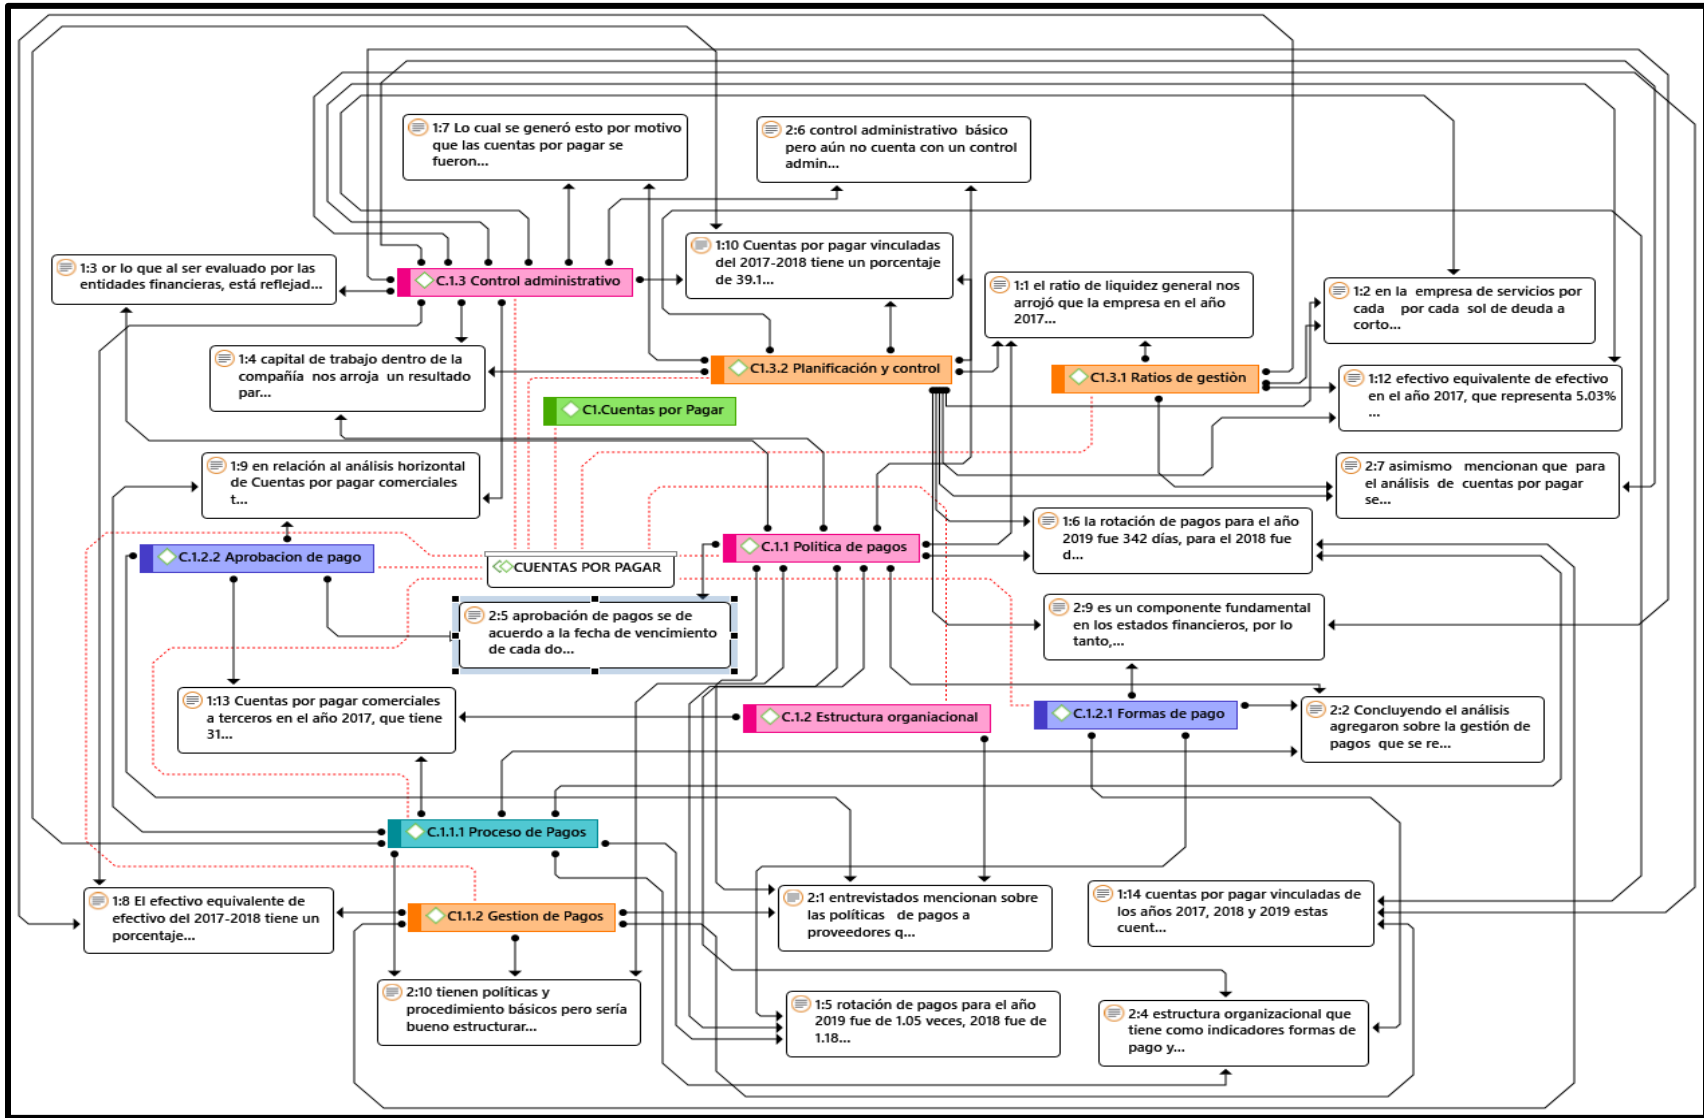 1:7 Lo cual se generó esto por motivo
que las cuentas por pagar se
fueron...
2:6 control administrativo básico
pero aún no cuenta con un control
admin...
1:3 or lo que al ser evaluado por las
entidades financieras, está reflejad...
C.1.3 Control administrativo
1:10 Cuentas por pagar vinculadas
del 2017-2018 tiene un porcentaje
de 39.1...
1:1 el ratio de liquidez general nos
arrojó que la empresa en el año
2017...
1:2 en la empresa de servicios por
cada por cada sol de deuda a
corto...
1:4 capital de trabajo dentro de la
compañía nos arroja un resultado
par...
C1.3.2 Planificación y control
C1.3.1 Ratios de gestiòn
1:12 efectivo equivalente de efectivo
en el año 2017, que representa 5.03%
...
C1.Cuentas por Pagar
1:9 en relación al análisis horizontal
de Cuentas por pagar comerciales
t...
2:7 asimismo mencionan que para
el análisis de cuentas por pagar
se...
1:6 la rotación de pagos para el año
2019 fue 342 días, para el 2018 fue
d...
C.1.2.2 Aprobacion de pago
CUENTAS POR PAGAR
C.1.1 Politica de pagos
2:5 aprobación de pagos se de
acuerdo a la fecha de vencimiento
de cada do...
2:9 es un componente fundamental
en los estados financieros, por lo
tanto,...
1:13 Cuentas por pagar comerciales
a terceros en el año 2017, que tiene
31...
C.1.2 Estructura organiacional
C.1.2.1 Formas de pago
2:2 Concluyendo el análisis
agregaron sobre la gestión de
pagos que se re...
C.1.1.1 Proceso de Pagos
1:8 El efectivo equivalente de
efectivo del 2017-2018 tiene un
porcentaje...
C1.1.2 Gestion de Pagos
2:1 entrevistados mencionan sobre
las políticas de pagos a
proveedores q...
1:14 cuentas por pagar vinculadas de
los años 2017, 2018 y 2019 estas
cuent...
2:10 tienen políticas y
procedimiento básicos pero sería
bueno estructurar...
1:5 rotación de pagos para el año
2019 fue de 1.05 veces, 2018 fue de
1.18...
2:4 estructura organizacional que
tiene como indicadores formas de
pago y...